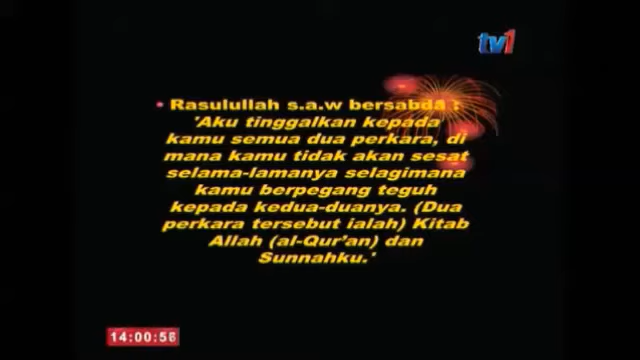 tv1
• Rasulullah s.a.w bersabda :
'Aku tinggalkan kepada
kamu semua dua perkara, di
mana kamu tidak akan sesat
selama-lamanya selagimana
kamu berpegang teguh
kepada kedua-duanya. (Dua
perkara tersebut ialah) Kitab
Allah (al-Qur'an) dan
Sunnahku.'
14:00:56